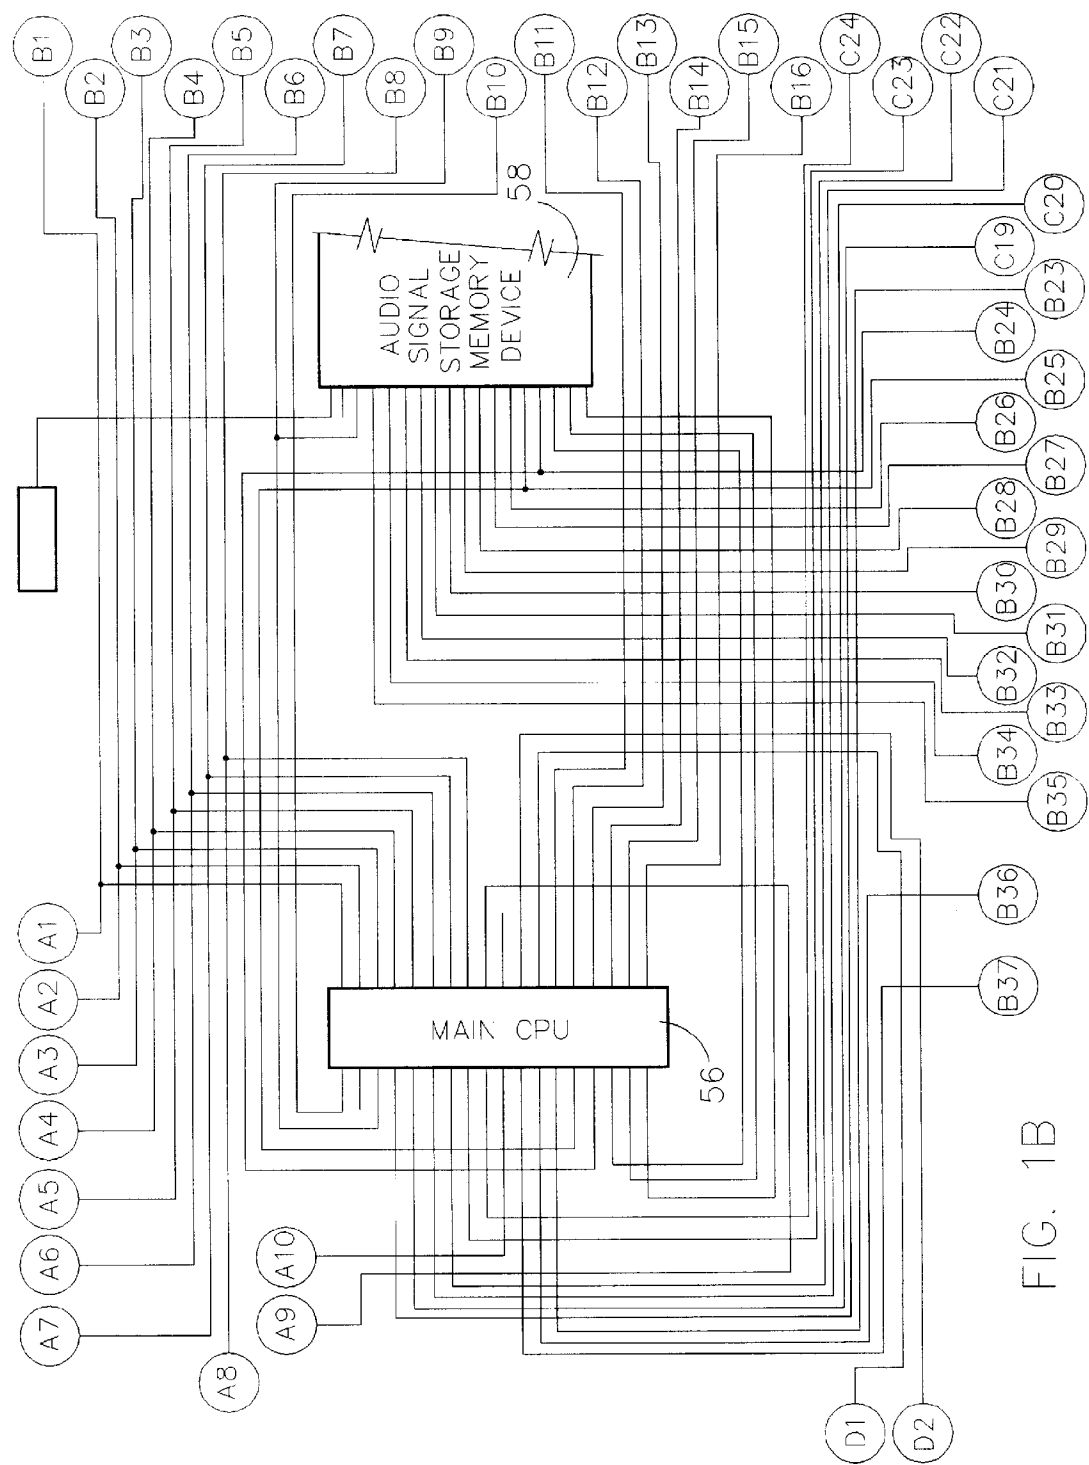 B1
B2
B3
B4
B5
B6
B7
B8
B9
B10
B11
B12
B13
B14
B15
B16
C24
C23
C22
C21
C20
C19
B23
B24
B25
B26
B27
B28
B29
B30
B31
B32
B33
B34
B35
B36
B37
AUDIO
SIGNAL
STORAGE
MEMORY
DEVICE
58
MAIN CPU
56
A1
A2
A3
A4
A5
A6
A7
A8
A9
A10
D1
D2
FIG. 1B